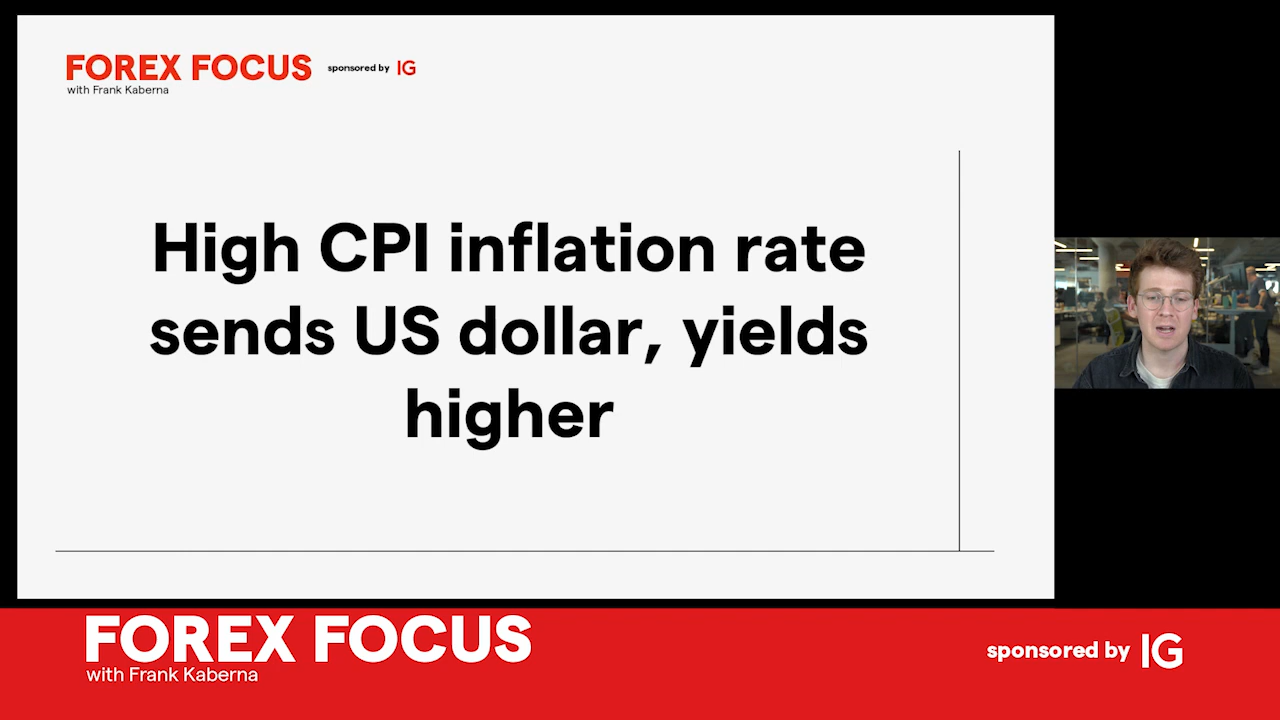 FOREX FOCUS sponsored by IG
with Frank Kaberna
High CPI inflation rate
sends US dollar, yields
higher
FOREX FOCUS
with Frank Kaberna
sponsored by IG